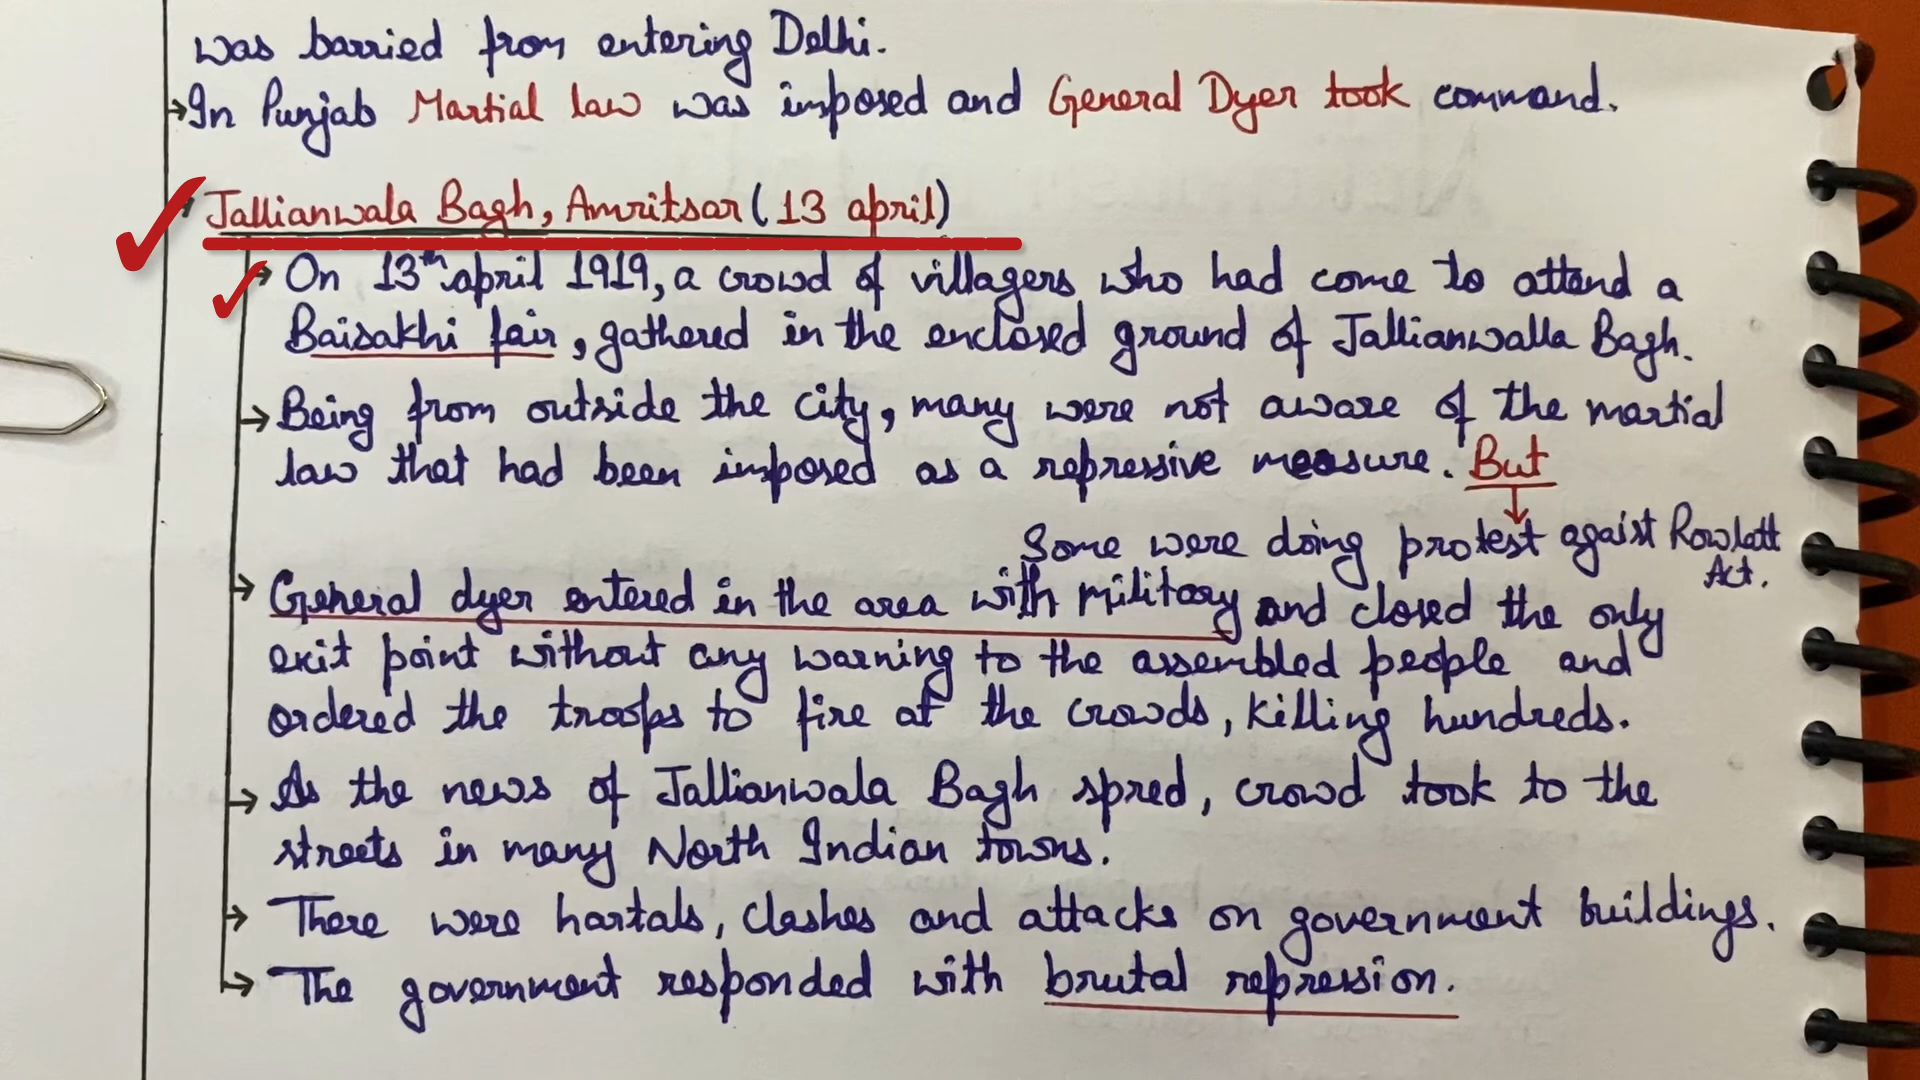 was barried from entering Delhi.
→In Punjab Martial law was imposed and General Dyer took command.
Jallianwala Bagh, Amritsar (13 april)
→ On 13th april 1919, a crowd of villagers who had come to attend a
Baisakhi fair, gathered in the enclosed ground of Jallianwalla Bagh.
→ Being from outside the city, many were not aware of the martial
law that had been imposed as a repressive measure. But
Some were doing protest agaist Rowlatt
Act.
→ General dyer entered in the area with military and closed the only
exit point without any warning to the assembled people and
ordered the troops to fire at the crowds, killing hundreds.
→ As the news of Jallianwala Bagh spred, crowd took to the
streets in many North Indian towns.
→ There were hartals, clashes and attacks on government buildings.
→ The government responded with brutal repression.